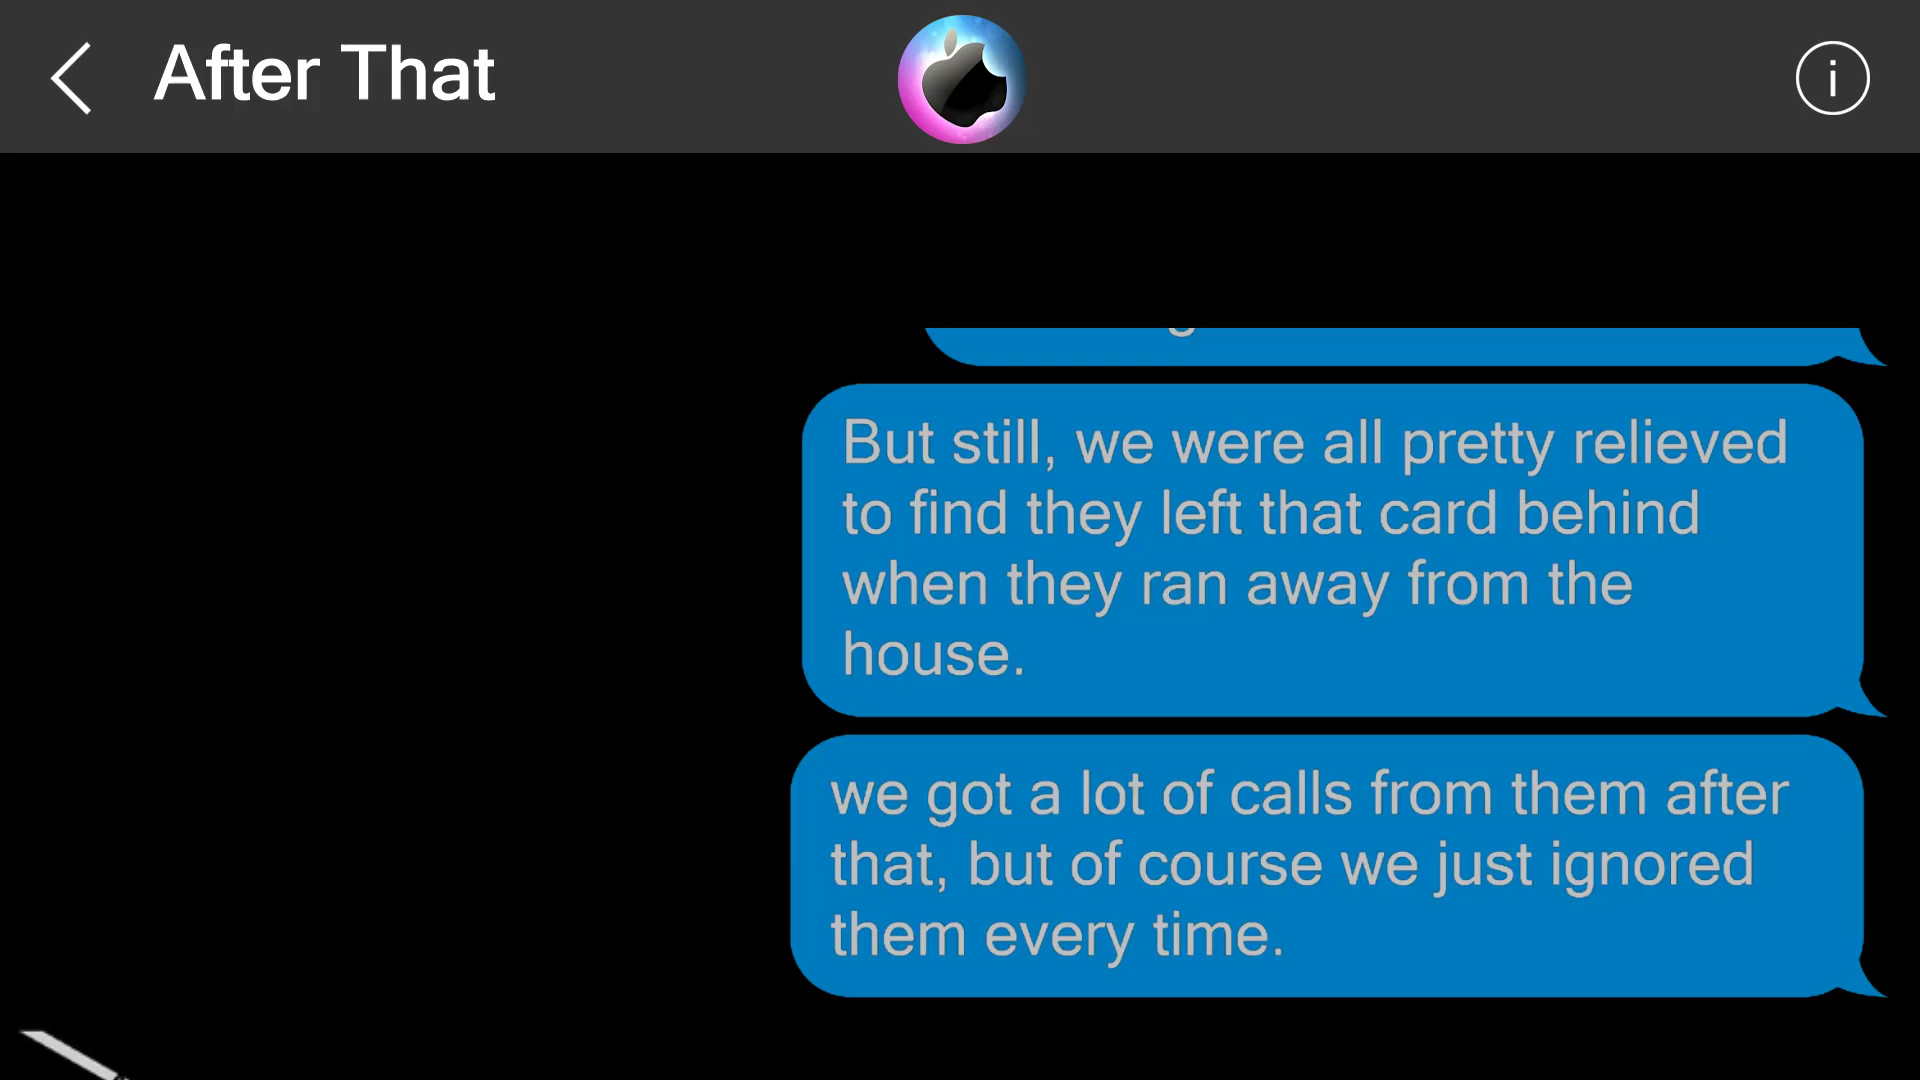 After That
i
But still, we were all pretty relieved
to find they left that card behind
when they ran away from the
house.
we got a lot of calls from them after
that, but of course we just ignored
them every time.